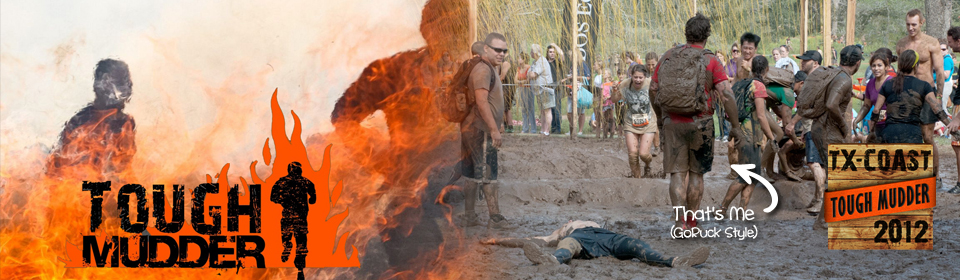 TOUGH
MUDDER
That's Me
(GoRuck Style)
TX-COAST
TOUGH MUDDER
2012